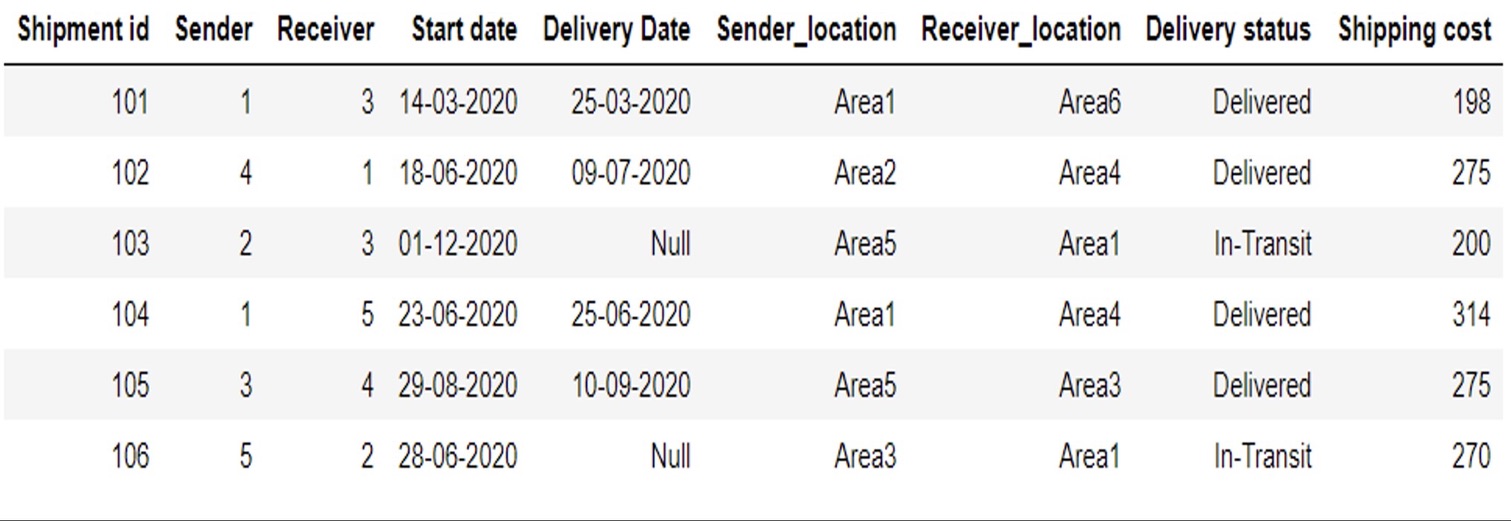 Shipment id Sender Receiver Start date Delivery Date Sender_location Receiver_location Delivery status Shipping cost
101 1 3 14-03-2020 25-03-2020 Area1 Area6 Delivered 198
102 4 1 18-06-2020 09-07-2020 Area2 Area4 Delivered 275
103 2 3 01-12-2020 Null Area5 Area1 In-Transit 200
104 1 5 23-06-2020 25-06-2020 Area1 Area4 Delivered 314
105 3 4 29-08-2020 10-09-2020 Area5 Area3 Delivered 275
106 5 2 28-06-2020 Null Area3 Area1 In-Transit 270